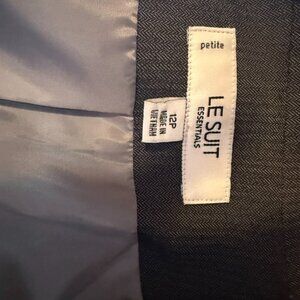 petite
LE SUIT
ESSENTIALS
12P
MADE IN
VIETNAM